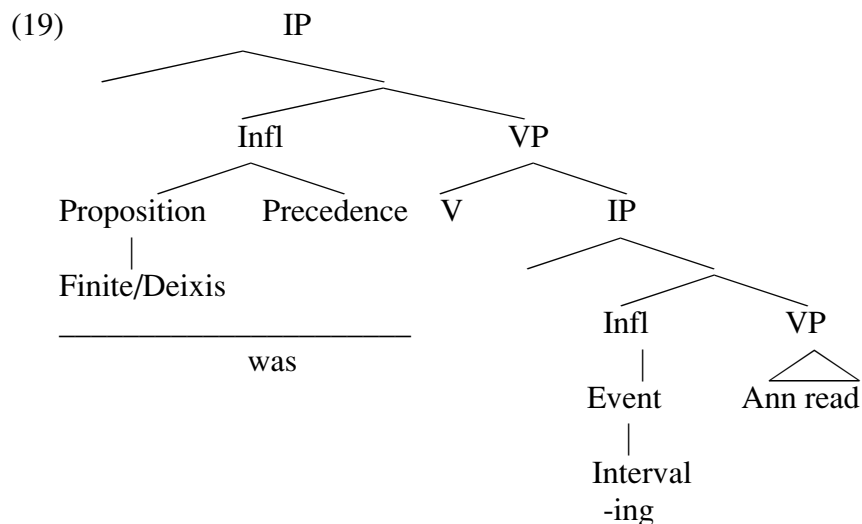 (19) IP
Infl VP
Proposition Precedence V IP
Finite/Deixis
Infl VP
was
Event Ann read
Interval
-ing